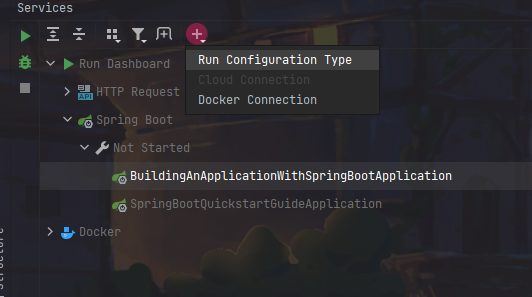 Services
Run Configuration Type
Cloud Connection
Docker Connection
Run Dashboard
HTTP Request
Spring Boot
Not Started
BuildingAnApplicationWithSpringBootApplication
SpringBootQuickstartGuideApplication
Docker
Structure